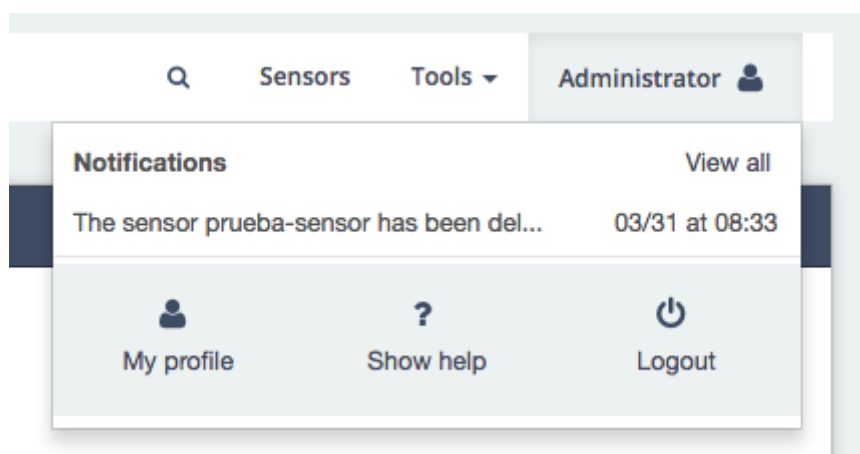 Sensors Tools Administrator
Notifications View all
The sensor prueba-sensor has been del... 03/31 at 08:33
?
My profile Show help Logout